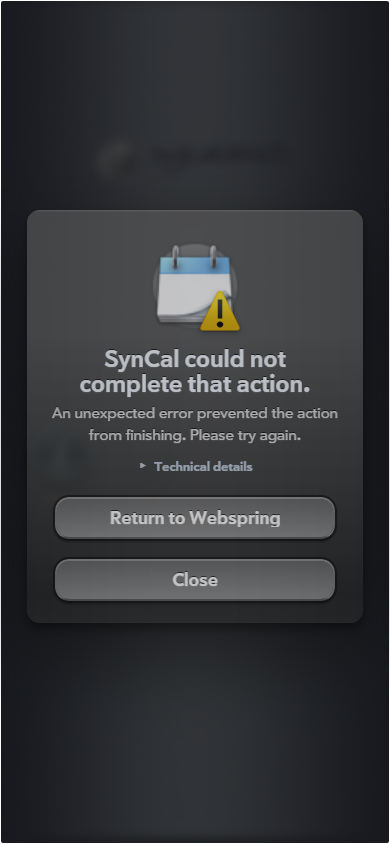 SynCal could not
complete that action.
An unexpected error prevented the action
from finishing. Please try again.
Technical details
Return to Webspring
Close